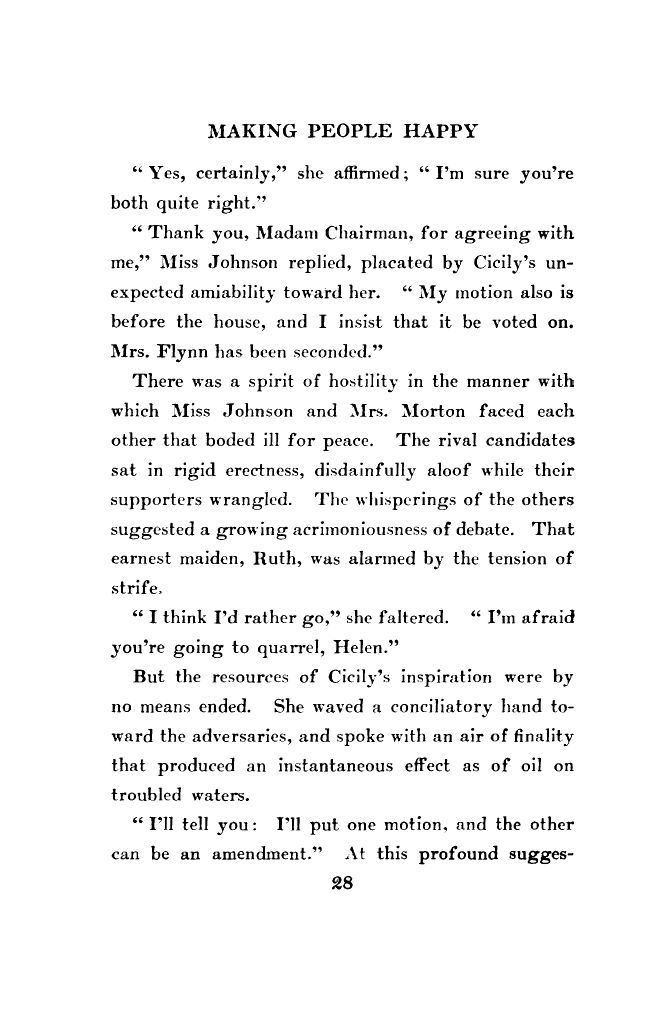 MAKING PEOPLE HAPPY
“ Yes, certainly,” she affirmed; “ I'm sure you're
both quite right.”
“ Thank you, Madam Chairman, for agreeing with
me,” Miss Johnson replied, placated by Cicily's un-
expected amiability toward her. “ My motion also is
before the house, and I insist that it be voted on.
Mrs. Flynn has been seconded.”
There was a spirit of hostility in the manner with
which Miss Johnson and Mrs. Morton faced each
other that boded ill for peace. The rival candidates
sat in rigid erectness, disdainfully aloof while their
supporters wrangled. The whisperings of the others
suggested a growing acrimoniousness of debate. That
earnest maiden, Ruth, was alarmed by the tension of
strife.
“ I think I'd rather go,” she faltered. “ I'm afraid
you're going to quarrel, Helen.”
But the resources of Cicily's inspiration were by
no means ended. She waved a conciliatory hand to-
ward the adversaries, and spoke with an air of finality
that produced an instantaneous effect as of oil on
troubled waters.
“ I'll tell you: I'll put one motion, and the other
can be an amendment.” At this profound sugges-
28